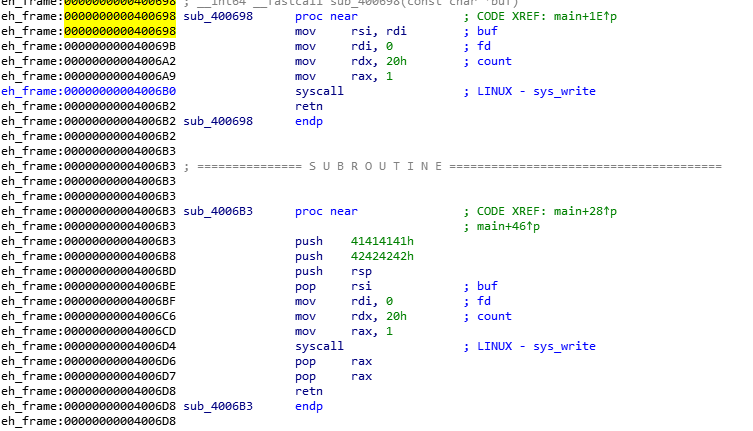 eh_frame:0000000000400698 ; __int64 __fastcall sub_400698(const char *buf)
eh_frame:0000000000400698 sub_400698 proc near ; CODE XREF: main+1E↑p
eh_frame:0000000000400698 mov rsi, rdi ; buf
eh_frame:000000000040069B mov rdi, 0 ; fd
eh_frame:00000000004006A2 mov rdx, 20h ; count
eh_frame:00000000004006A9 mov rax, 1
eh_frame:00000000004006B0 syscall ; LINUX - sys_write
eh_frame:00000000004006B2 retn
eh_frame:00000000004006B2 sub_400698 endp
eh_frame:00000000004006B2
eh_frame:00000000004006B3
eh_frame:00000000004006B3 ; =============== S U B R O U T I N E =======================================
eh_frame:00000000004006B3
eh_frame:00000000004006B3
eh_frame:00000000004006B3 sub_4006B3 proc near ; CODE XREF: main+28↑p
eh_frame:00000000004006B3 ; main+46↑p
eh_frame:00000000004006B3 push 41414141h
eh_frame:00000000004006B8 push 42424242h
eh_frame:00000000004006BD push rsp
eh_frame:00000000004006BE pop rsi ; buf
eh_frame:00000000004006BF mov rdi, 0 ; fd
eh_frame:00000000004006C6 mov rdx, 20h ; count
eh_frame:00000000004006CD mov rax, 1
eh_frame:00000000004006D4 syscall ; LINUX - sys_write
eh_frame:00000000004006D6 pop rax
eh_frame:00000000004006D7 pop rax
eh_frame:00000000004006D8 retn
eh_frame:00000000004006D8 sub_4006B3 endp
eh_frame:00000000004006D8